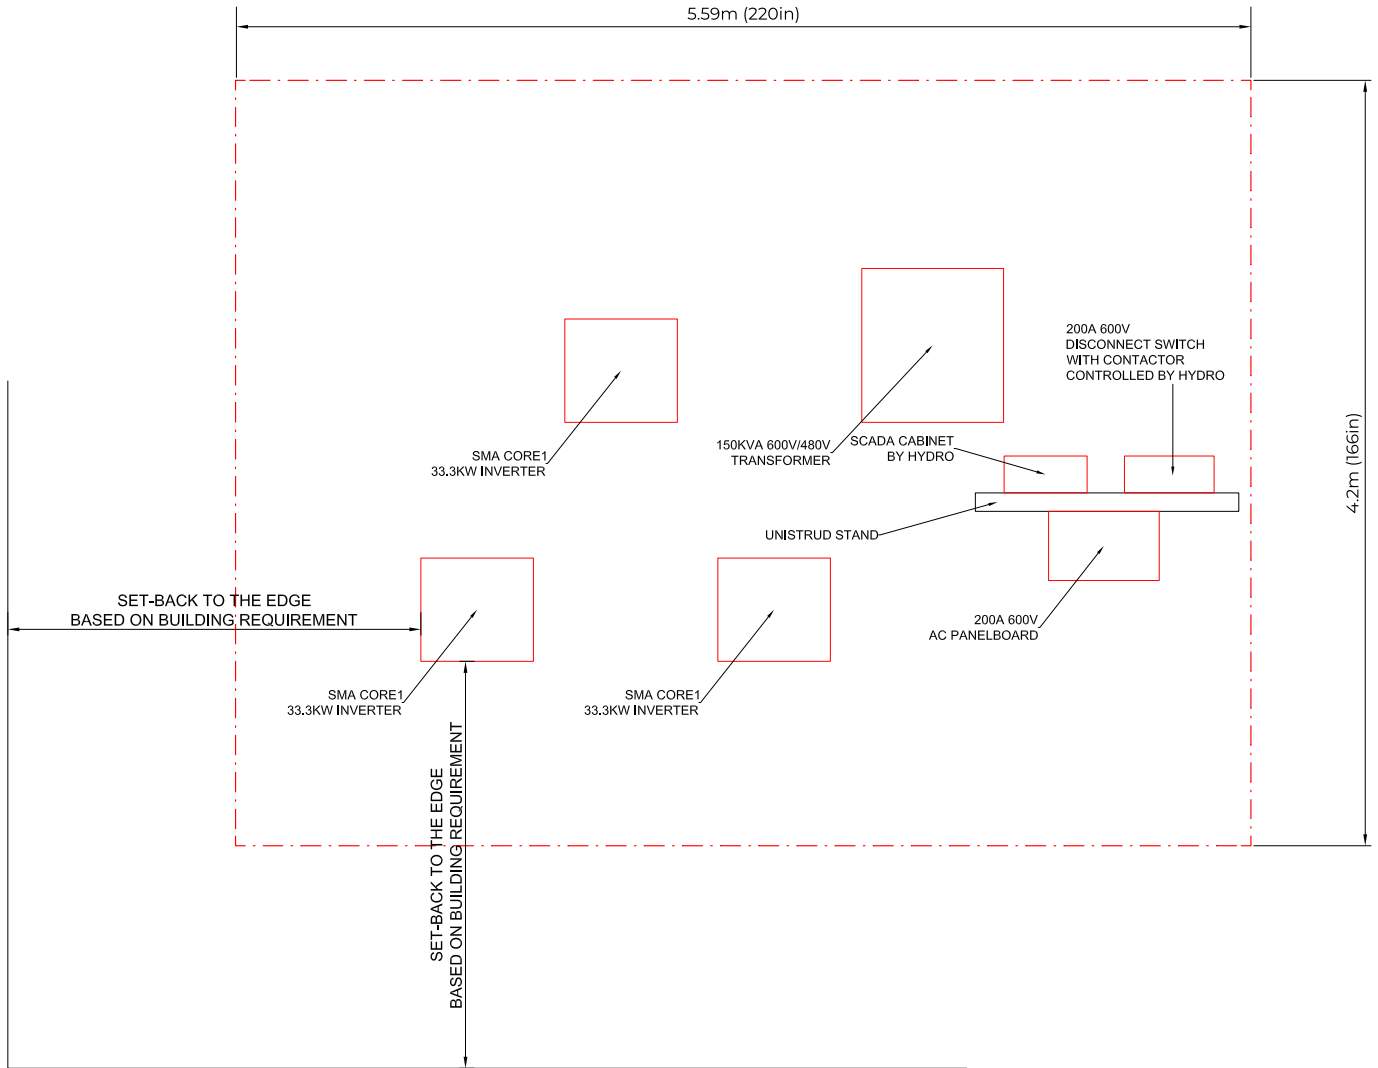 5.59m (220in)
200A 600V
DISCONNECT SWITCH
WITH CONTACTOR
CONTROLLED BY HYDRO
SMA CORE1
33.3KW INVERTER
150KVA 600V/480V
TRANSFORMER
SCADA CABINET
BY HYDRO
4.2m (166in)
UNISTRUD STAND
SET-BACK TO THE EDGE
BASED ON BUILDING REQUIREMENT
200A 600V
AC PANELBOARD
SMA CORE1
33.3KW INVERTER
SMA CORE1
33.3KW INVERTER
SET-BACK TO THE EDGE
BASED ON BUILDING REQUIREMENT